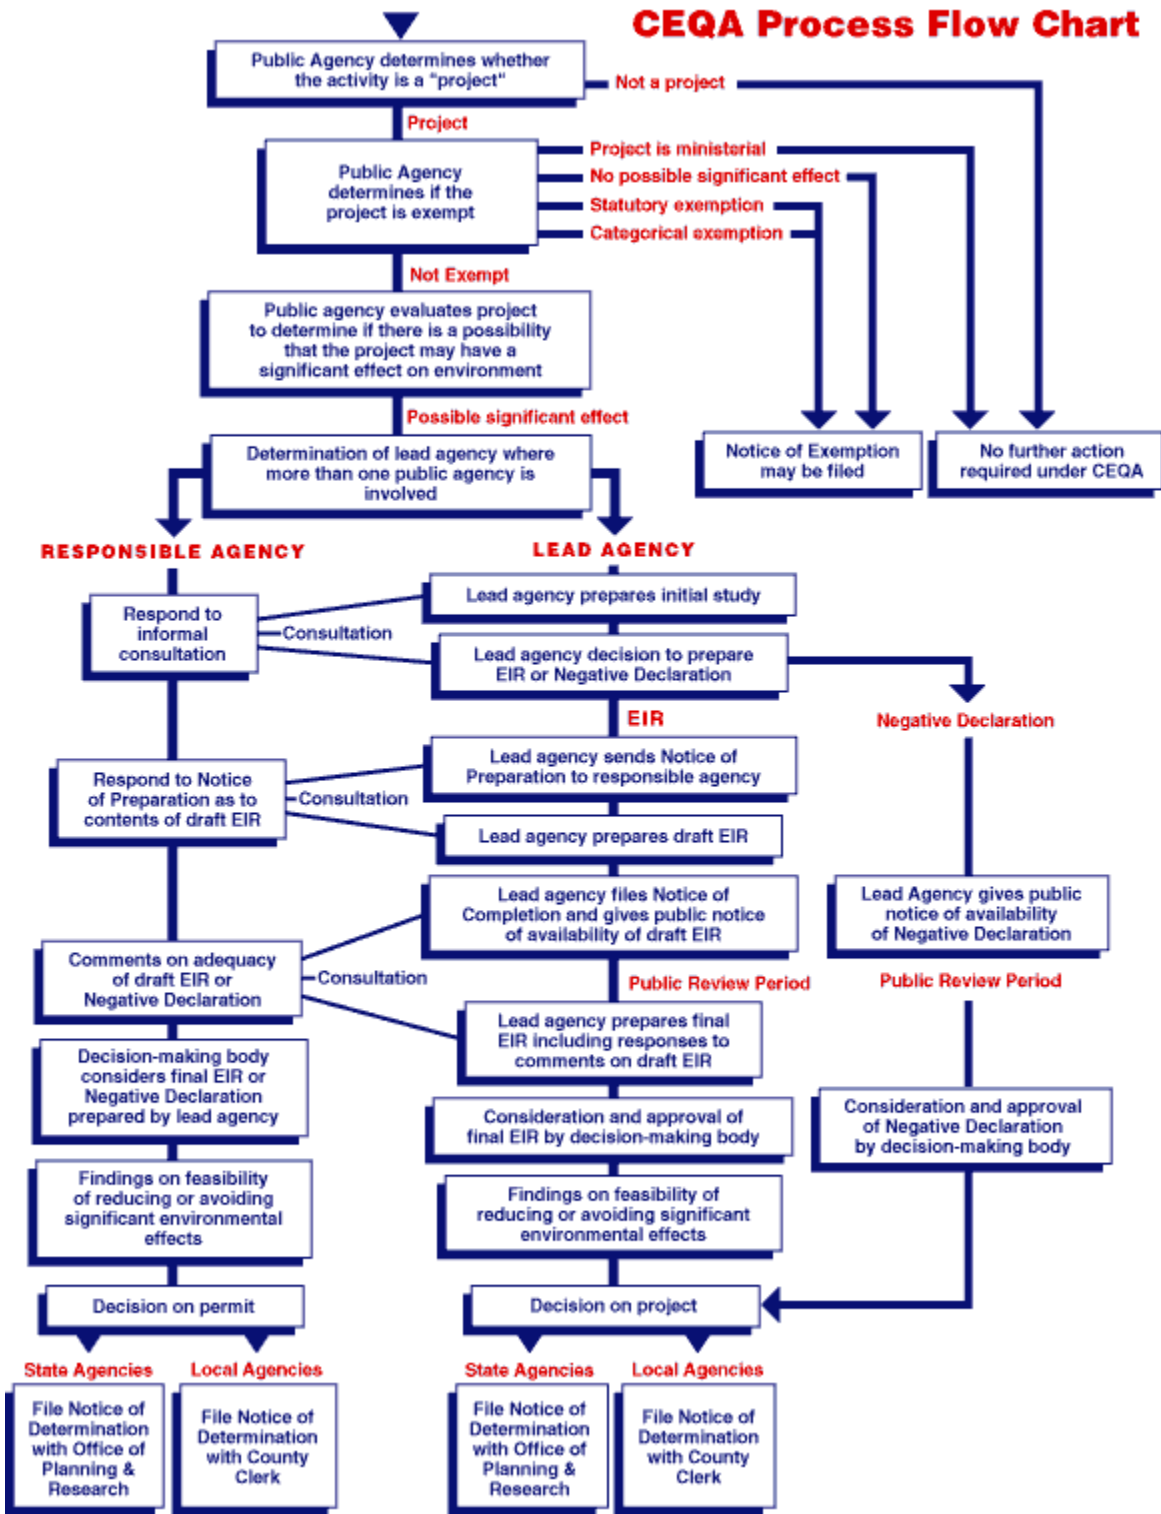 CEQA Process Flow Chart
Public Agency determines whether
the activity is a "project"
Not a project
Project
Public Agency
determines if the
project is exempt
Project is ministerial
No possible significant effect
Statutory exemption
Categorical exemption
Not Exempt
Public agency evaluates project
to determine if there is a possibility
that the project may have a
significant effect on environment
Possible significant effect
Determination of lead agency where
more than one public agency is
involved
Notice of Exemption
may be filed
No further action
required under CEQA
RESPONSIBLE AGENCY
LEAD AGENCY
Respond to
informal
consultation
Consultation
Lead agency prepares initial study
Lead agency decision to prepare
EIR or Negative Declaration
EIR
Negative Declaration
Respond to Notice
of Preparation as to
contents of draft EIR
Consultation
Lead agency sends Notice of
Preparation to responsible agency
Lead agency prepares draft EIR
Lead agency files Notice of
Completion and gives public notice
of availability of draft EIR
Lead Agency gives public
notice of availability
of Negative Declaration
Comments on adequacy
of draft EIR or
Negative Declaration
Consultation
Public Review Period
Public Review Period
Lead agency prepares final
EIR including responses to
comments on draft EIR
Decision-making body
considers final EIR or
Negative Declaration
prepared by lead agency
Consideration and approval of
final EIR by decision-making body
Consideration and approval
of Negative Declaration
by decision-making body
Findings on feasibility
of reducing or avoiding
significant environmental
effects
Findings on feasibility of
reducing or avoiding significant
environmental effects
Decision on permit
Decision on project
State Agencies
Local Agencies
State Agencies
Local Agencies
File Notice of
Determination
with Office of
Planning &
Research
File Notice of
Determination
with County
Clerk
File Notice of
Determination
with Office of
Planning &
Research
File Notice of
Determination
with County
Clerk